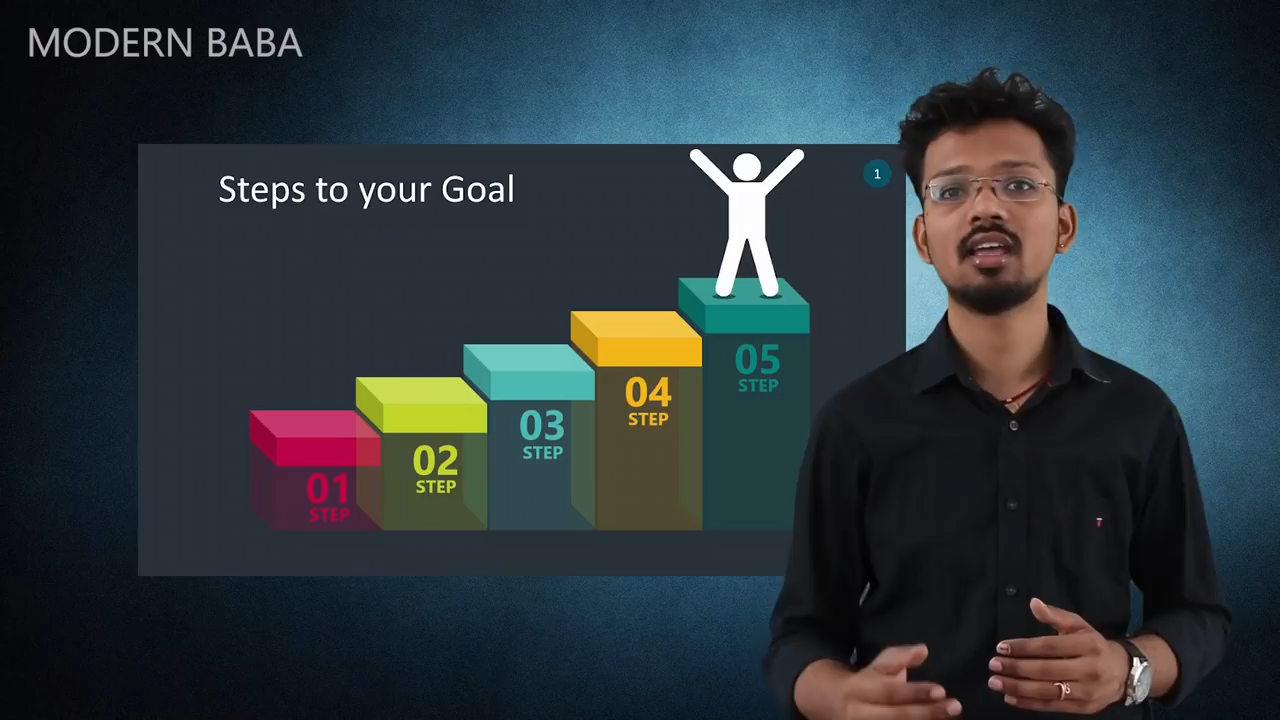 MODERN BABA
Steps to your Goal
1
01
STEP
02
STEP
03
STEP
04
STEP
05
STEP